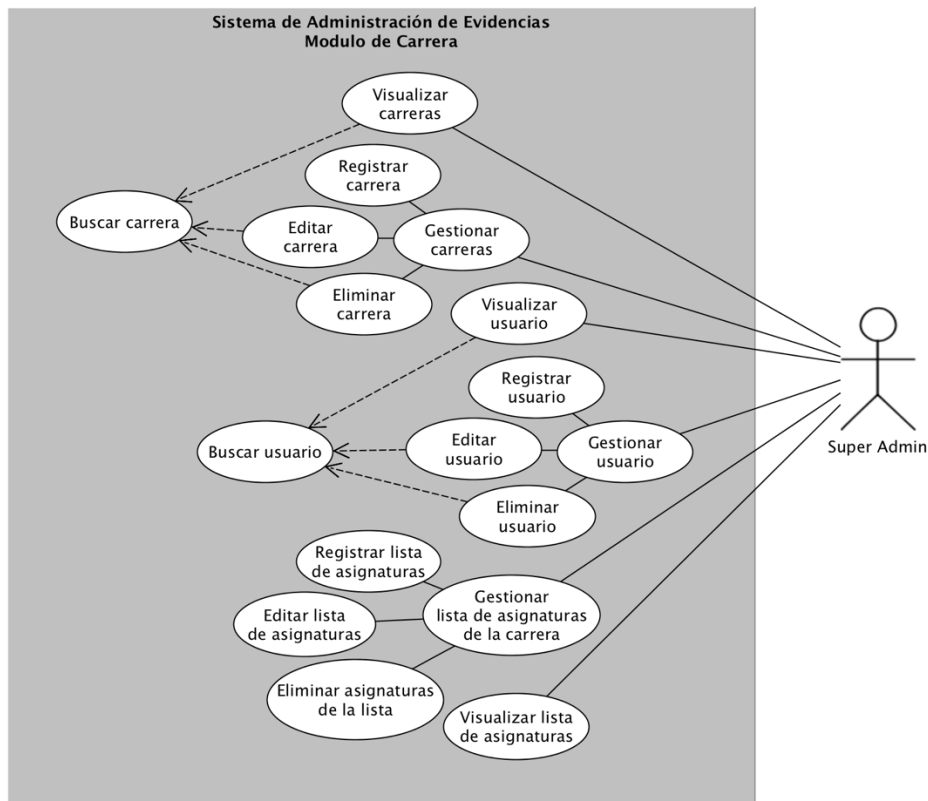 Sistema de Administración de Evidencias
Modulo de Carrera
Visualizar
carreras
Registrar
carrera
Buscar carrera
Editar
carrera
Gestionar
carreras
Eliminar
carrera
Visualizar
usuario
Registrar
usuario
Buscar usuario
Editar
usuario
Gestionar
usuario
Super Admin
Eliminar
usuario
Registrar lista
de asignaturas
Gestionar
lista de asignaturas
de la carrera
Editar lista
de asignaturas
Eliminar asignaturas
de la lista
Visualizar lista
de asignaturas